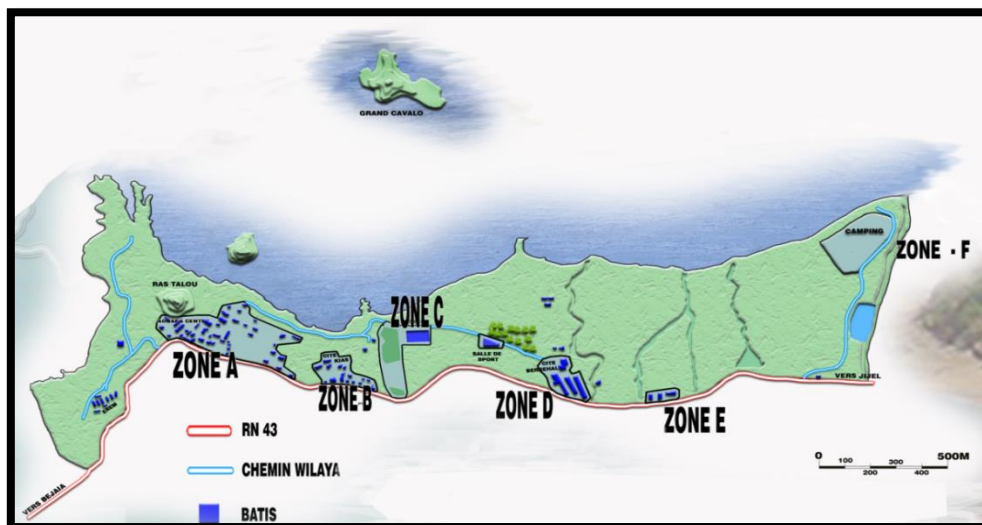 GRAND CAVALO
CAMPING
ZONE - F
RAS TALOU
ZONE C
ZONE A
CITE
ZONE B
SALLE DE
SPORT
CITE
ZONE D
ZONE E
VERS JIJEL
VERS BEJAIA
RN 43
CHEMIN WILAYA
BATIS
0 100 200 300 400 500M